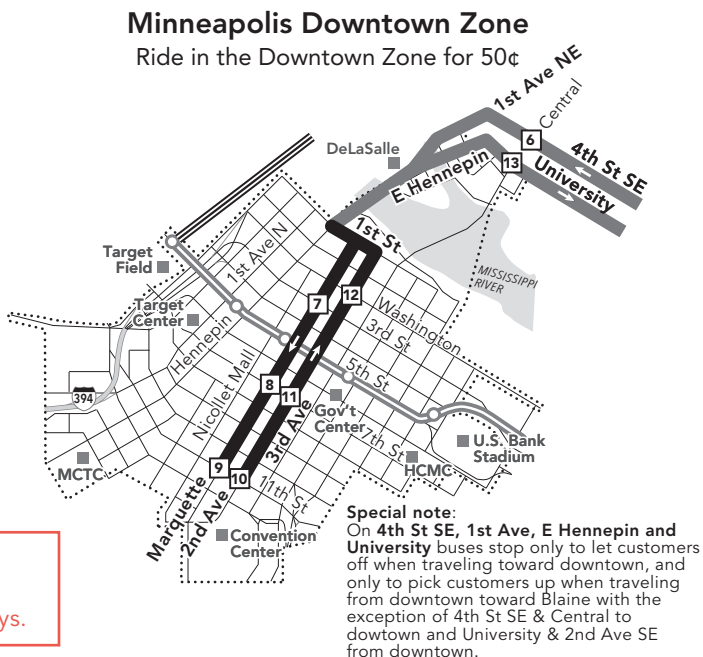 Minneapolis Downtown Zone
Ride in the Downtown Zone for 50¢
1st Ave NE
Central
6
4th St SE
DeLaSalle
13
University
E Hennepin
1st St
1st Ave N
Target
Field
MISSISSIPPI
RIVER
12
7
Washington
Target
Center
Hennepin
3rd St
5th St
Nicollet Mall
8
11
394
Gov't
Center
3rd Ave
7th St
U.S. Bank
Stadium
HCMC
MCTC
9
10
11th St
Marquette
2nd Ave
Convention
Center
Special note:
On 4th St SE, 1st Ave, E Hennepin and
University buses stop only to let customers
off when traveling toward downtown, and
only to pick customers up when traveling
from downtown toward Blaine with the
exception of 4th St SE & Central to
dowtown and University & 2nd Ave SE
from downtown.
ys.